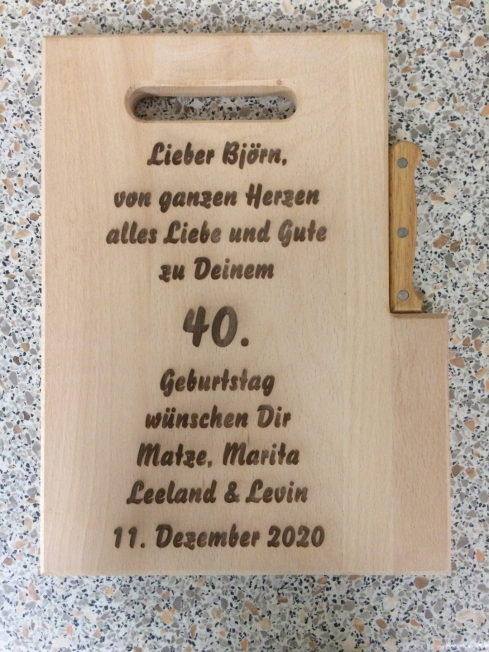 Lieber Björn,
von ganzen Herzen
alles Liebe und Gute
zu Deinem
40.
Geburtstag
wünschen Dir
Matze, Marita
Leeland & Levin
11. Dezember 2020